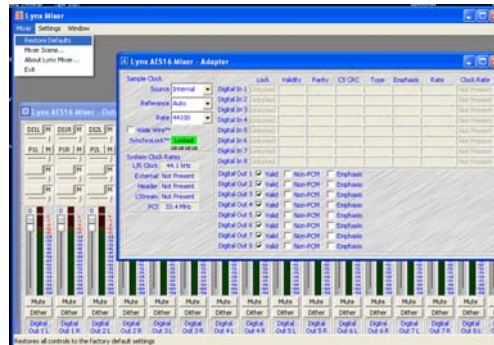 Lynx Mixer
Mixer Settings Window
Restore Defaults
Mixer Scene...
About Lynx Mixer...
Exit
Lynx AES16 Mixer - Adapter
Sample Clock
Source Internal
Reference Auto
Rate 44100
Wide Wire™
SynchroLock™ Locked
System Clock Rates
L/R Clock 44.1 kHz
External Not Present
Header Not Present
LStream Not Present
PCI 33.4 MHz
Lock Validity Parity CS CRC Type Emphasis Rate Clock Rate
Digital In 1 Unlocked Not Present
Digital In 2 Unlocked Not Present
Digital In 3 Unlocked Not Present
Digital In 4 Unlocked Not Present
Digital In 5 Unlocked Not Present
Digital In 6 Unlocked Not Present
Digital In 7 Unlocked Not Present
Digital In 8 Unlocked Not Present
Digital Out 1 Valid Non-PCM Emphasis
Digital Out 2 Valid Non-PCM Emphasis
Digital Out 3 Valid Non-PCM Emphasis
Digital Out 4 Valid Non-PCM Emphasis
Digital Out 5 Valid Non-PCM Emphasis
Digital Out 6 Valid Non-PCM Emphasis
Digital Out 7 Valid Non-PCM Emphasis
Digital Out 8 Valid Non-PCM Emphasis
Lynx AES16 Mixer - Out
DI1L M DI1R M DI2L M
P1L M P1R M P2L M
M M M
M M M
0 0 0
Mute Mute Mute Mute Mute Mute Mute Mute Mute Mute Mute Mute Mute Mute Mute
Dither Dither Dither Dither Dither Dither Dither Dither Dither Dither Dither Dither Dither Dither Dither
Digital Out 1 L Digital Out 1 R Digital Out 2 L Digital Out 2 R Digital Out 3 L Digital Out 3 R Digital Out 4 L Digital Out 4 R Digital Out 5 L Digital Out 5 R Digital Out 6 L Digital Out 6 R Digital Out 7 L Digital Out 7 R Digital Out 8 L
Restores all controls to the factory default settings